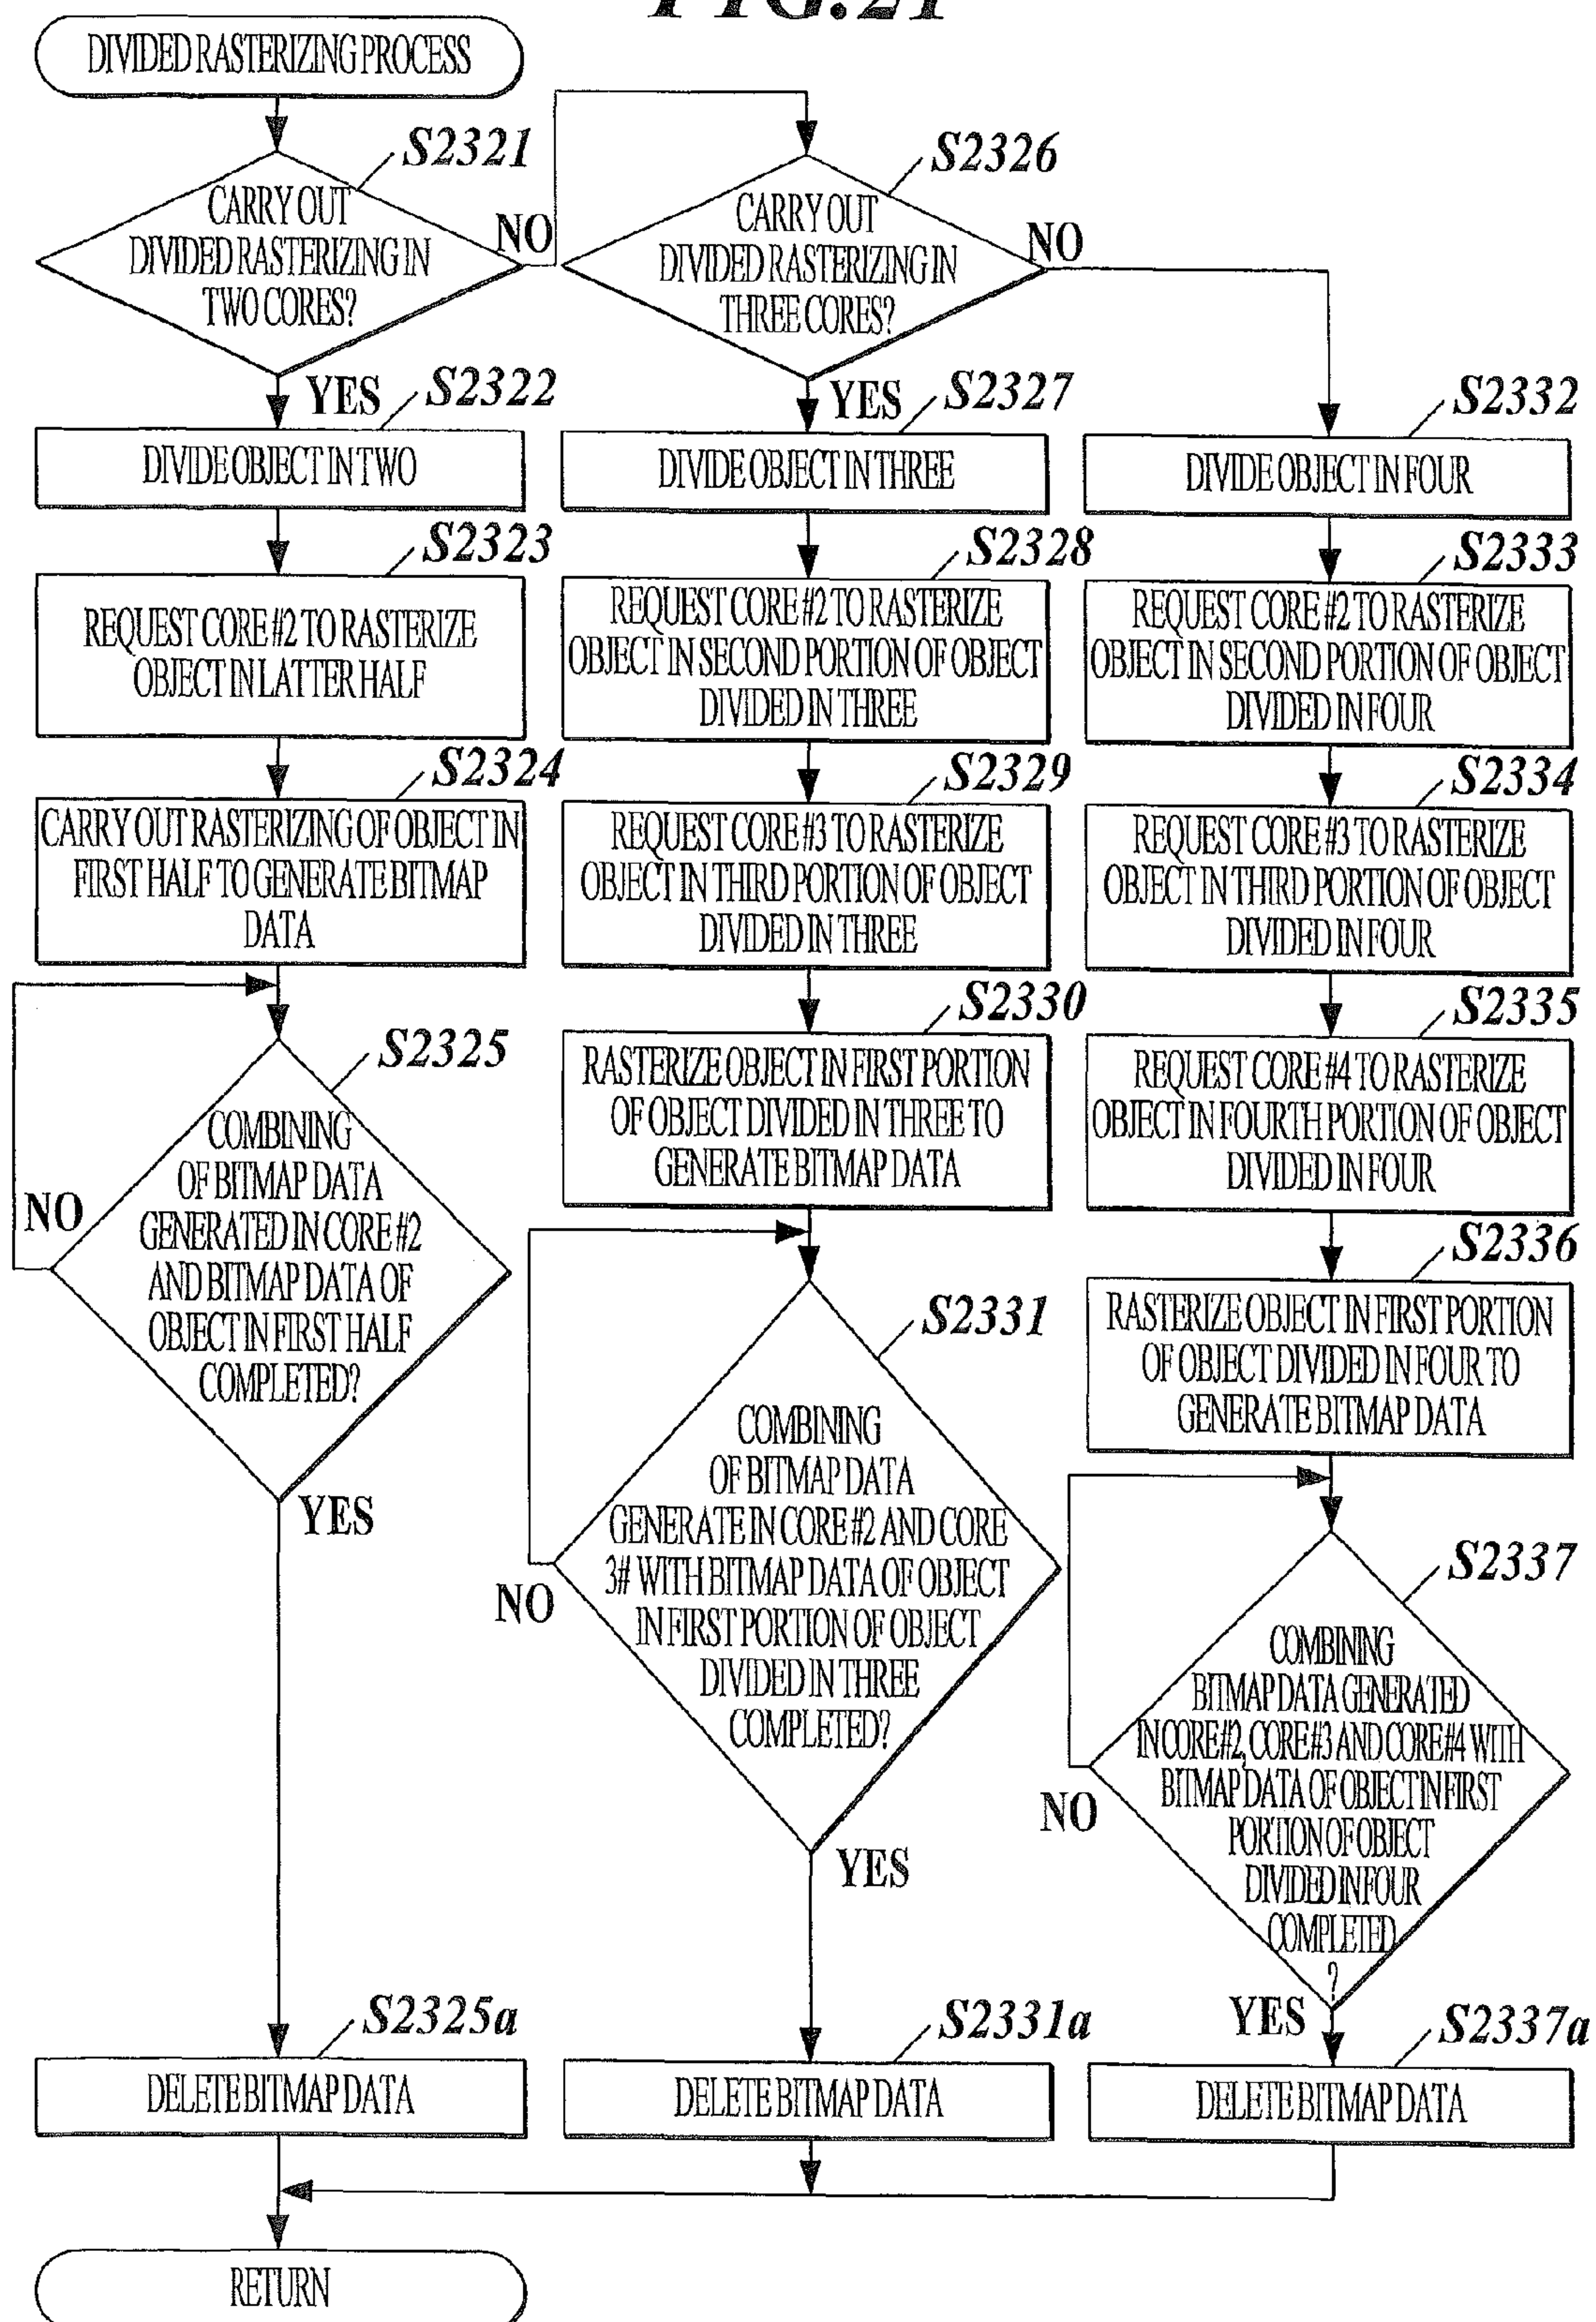 FIG.21
DIVIDED RASTERIZING PROCESS
S2321
CARRY OUT
DIVIDED RASTERIZING IN
TWO CORES?
NO
YES
S2322
DIVIDE OBJECT IN TWO
S2323
REQUEST CORE #2 TO RASTERIZE
OBJECT IN LATTER HALF
S2324
CARRY OUT RASTERIZING OF OBJECT IN
FIRST HALF TO GENERATE BITMAP
DATA
S2325
COMBINING
OF BITMAP DATA
GENERATED IN CORE #2
AND BITMAP DATA OF
OBJECT IN FIRST HALF
COMPLETED?
NO
YES
S2325a
DELETE BITMAP DATA
RETURN
S2326
CARRY OUT
DIVIDED RASTERIZING IN
THREE CORES?
NO
YES
S2327
DIVIDE OBJECT IN THREE
S2328
REQUEST CORE #2 TO RASTERIZE
OBJECT IN SECOND PORTION OF OBJECT
DIVIDED IN THREE
S2329
REQUEST CORE #3 TO RASTERIZE
OBJECT IN THIRD PORTION OF OBJECT
DIVIDED IN THREE
S2330
RASTERIZE OBJECT IN FIRST PORTION
OF OBJECT DIVIDED IN THREE TO
GENERATE BITMAP DATA
S2331
COMBINING
OF BITMAP DATA
GENERATE IN CORE #2 AND CORE
3# WITH BITMAP DATA OF OBJECT
IN FIRST PORTION OF OBJECT
DIVIDED IN THREE
COMPLETED?
NO
YES
S2331a
DELETE BITMAP DATA
S2332
DIVIDE OBJECT IN FOUR
S2333
REQUEST CORE #2 TO RASTERIZE
OBJECT IN SECOND PORTION OF OBJECT
DIVIDED IN FOUR
S2334
REQUEST CORE #3 TO RASTERIZE
OBJECT IN THIRD PORTION OF OBJECT
DIVIDED IN FOUR
S2335
REQUEST CORE #4 TO RASTERIZE
OBJECT IN FOURTH PORTION OF OBJECT
DIVIDED IN FOUR
S2336
RASTERIZE OBJECT IN FIRST PORTION
OF OBJECT DIVIDED IN FOUR TO
GENERATE BITMAP DATA
S2337
COMBINING
BITMAP DATA GENERATED
IN CORE #2, CORE #3 AND CORE #4 WITH
BITMAP DATA OF OBJECT IN FIRST
PORTION OF OBJECT
DIVIDED IN FOUR
COMPLETED
?
NO
YES
S2337a
DELETE BITMAP DATA